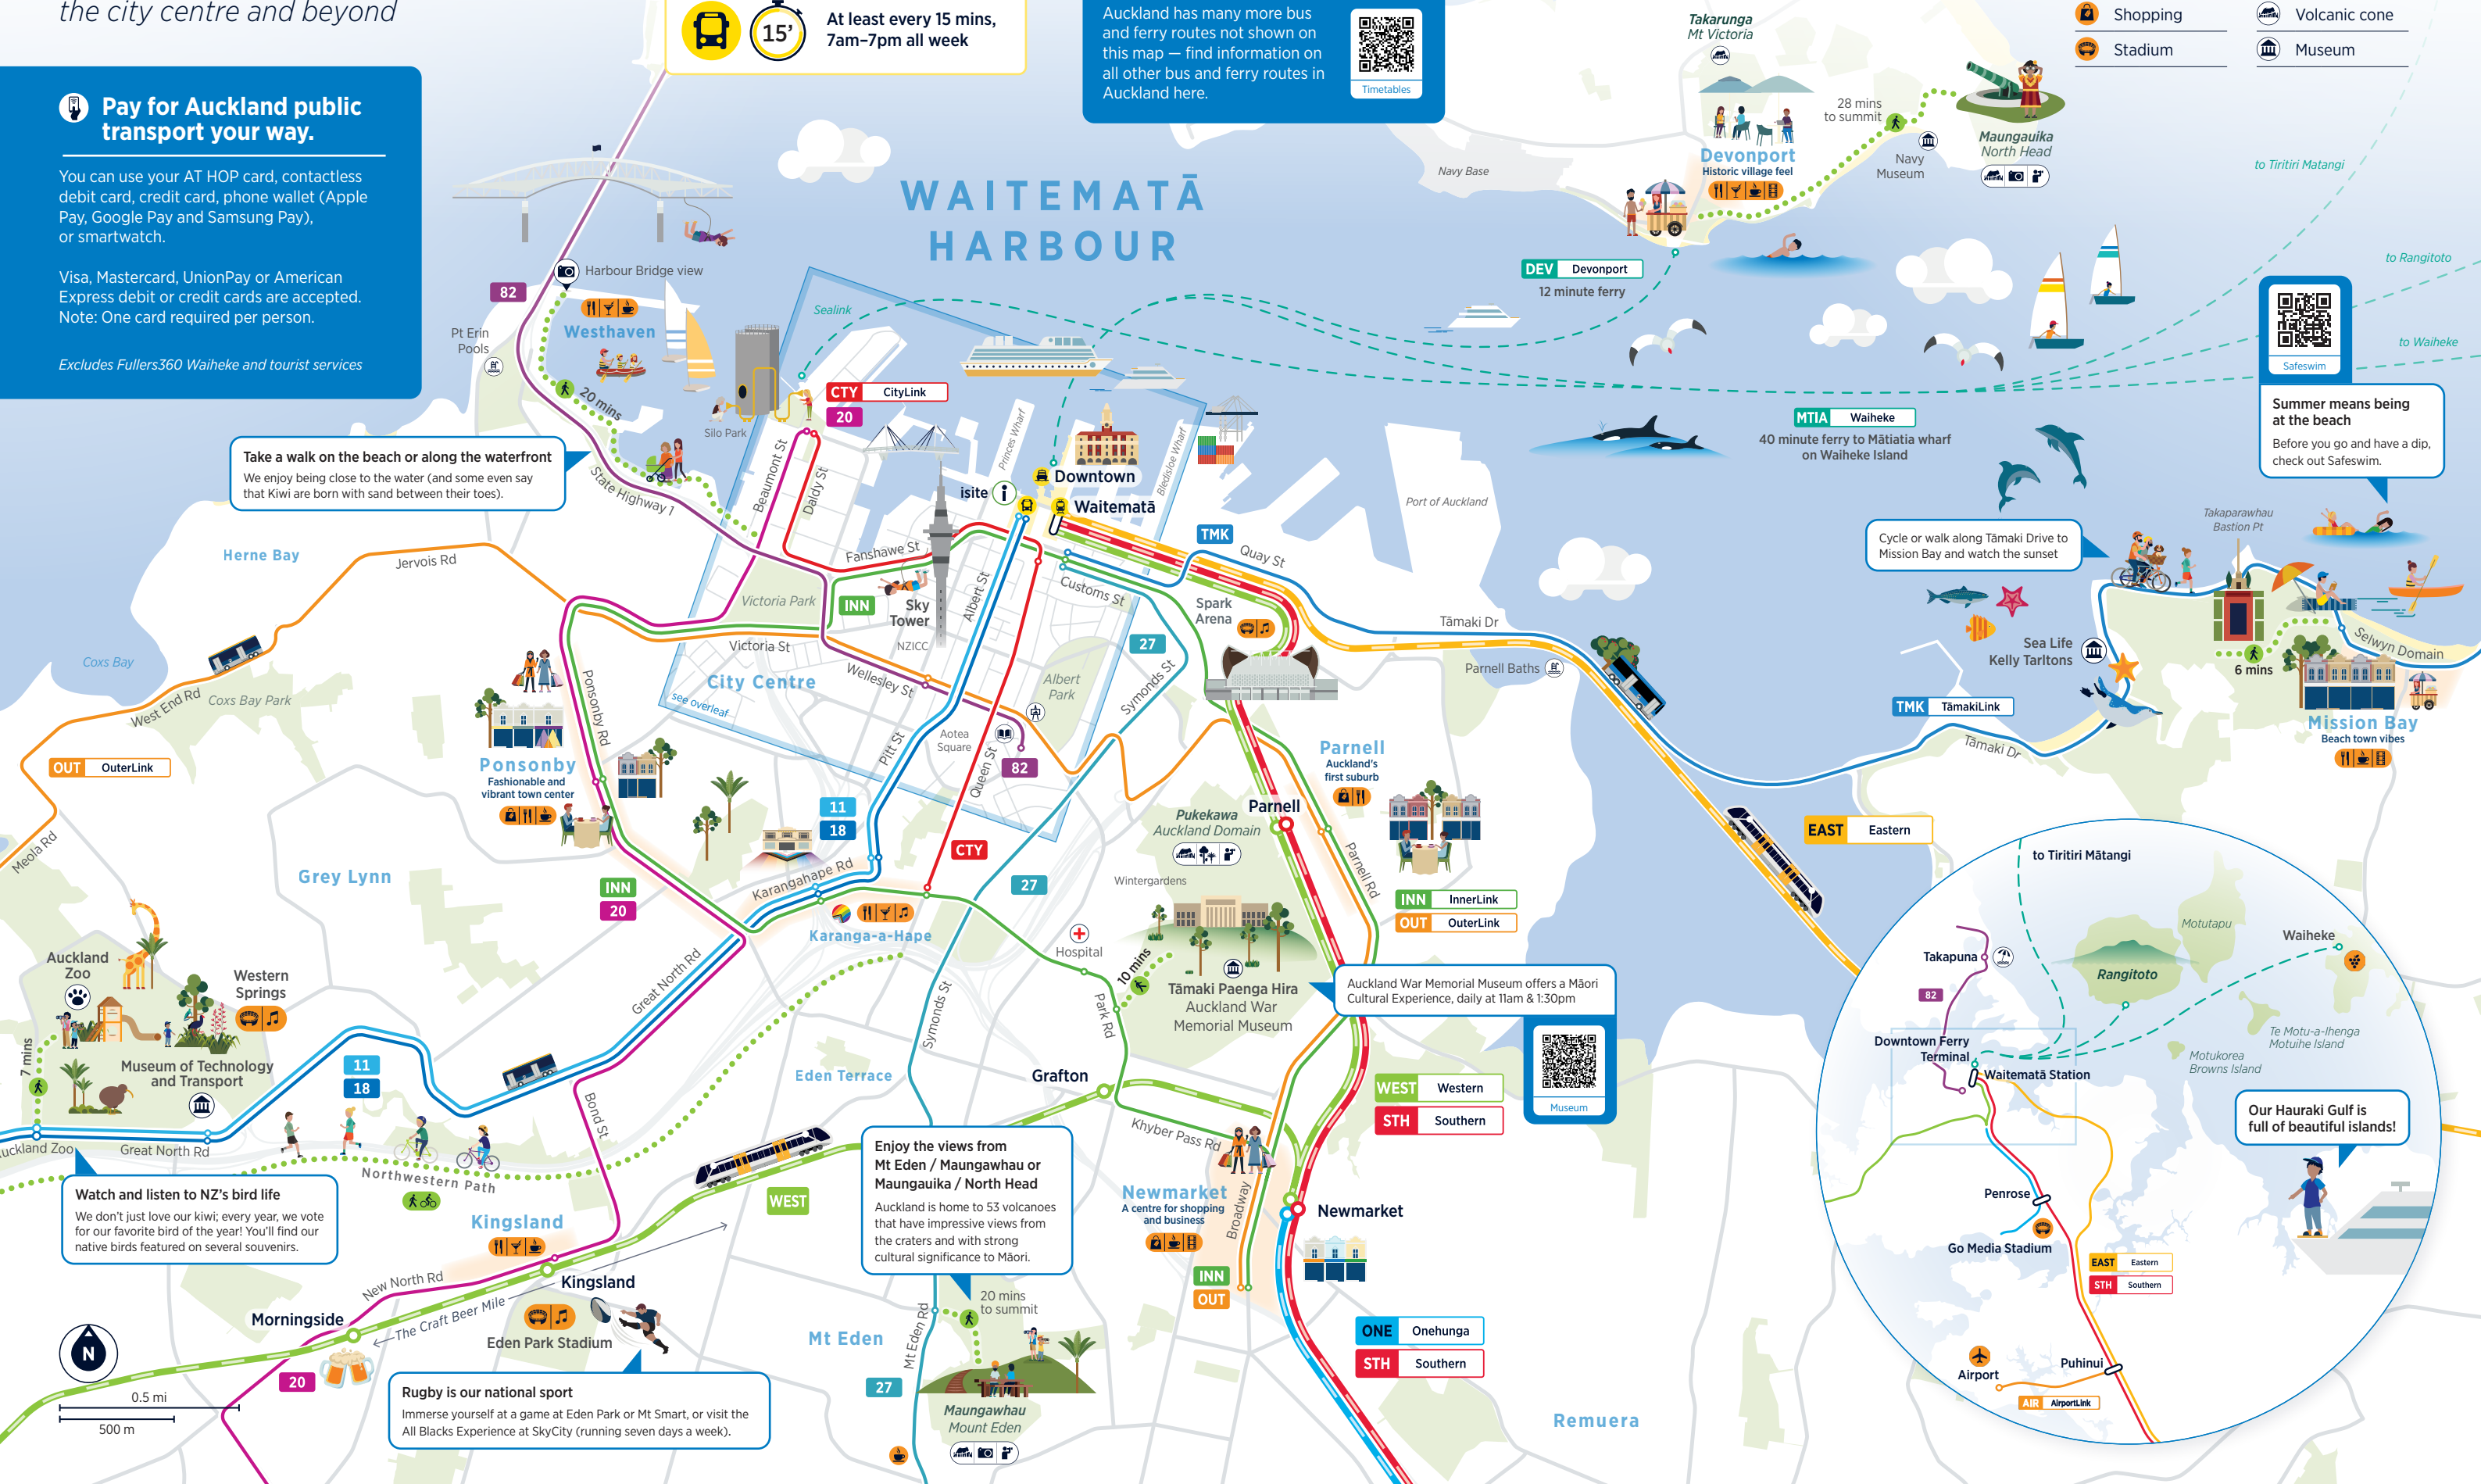 the city centre and beyond
Pay for Auckland public
transport your way.
You can use your AT HOP card, contactless
debit card, credit card, phone wallet (Apple
Pay, Google Pay and Samsung Pay),
or smartwatch.
Visa, Mastercard, UnionPay or American
Express debit or credit cards are accepted.
Note: One card required per person.
Excludes Fullers360 Waiheke and tourist services
15’
At least every 15 mins,
7am–7pm all week
Auckland has many more bus
and ferry routes not shown on
this map — find information on
all other bus and ferry routes in
Auckland here.
Timetables
Shopping
Volcanic cone
Stadium
Museum
Takarunga
Mt Victoria
28 mins
to summit
Maungauika
North Head
Navy
Museum
Devonport
Historic village feel
Navy Base
DEV Devonport
12 minute ferry
to Tiritiri Matangi
to Rangitoto
to Waiheke
WAITEMATĀ
HARBOUR
Safeswim
Summer means being
at the beach
Before you go and have a dip,
check out Safeswim.
MTIA Waiheke
40 minute ferry to Mātiatia wharf
on Waiheke Island
82
Harbour Bridge view
Westhaven
Pt Erin
Pools
20 mins
Sealink
Silo Park
CTY CityLink
20
Take a walk on the beach or along the waterfront
We enjoy being close to the water (and some even say
that Kiwi are born with sand between their toes).
State Highway 1
Beaumont St
Daldy St
Princes Wharf
Bledisloe Wharf
isite
Downtown
Waitematā
Port of Auckland
TMK
Quay St
Takaparawhau
Bastion Pt
Cycle or walk along Tāmaki Drive to
Mission Bay and watch the sunset
Herne Bay
Jervois Rd
Fanshawe St
Victoria Park
INN
Sky
Tower
NZICC
Albert St
Customs St
Spark
Arena
Tāmaki Dr
Parnell Baths
Sea Life
Kelly Tarltons
Selwyn Domain
6 mins
Mission Bay
Beach town vibes
TMK TāmakiLink
Tāmaki Dr
Coxs Bay
West End Rd
Coxs Bay Park
Victoria St
Wellesley St
27
City Centre
see overleaf
Albert
Park
Symonds St
Aotea
Square
82
Pitt St
Queen St
OUT OuterLink
Ponsonby Rd
Ponsonby
Fashionable and
vibrant town center
11
18
Parnell
Auckland's
first suburb
Parnell
Pukekawa
Auckland Domain
Parnell Rd
EAST Eastern
Meola Rd
Grey Lynn
CTY
27
INN
20
Karangahape Rd
Karanga-a-Hape
Wintergardens
INN InnerLink
OUT OuterLink
Hospital
10 mins
Park Rd
Tāmaki Paenga Hira
Auckland War
Memorial Museum
Auckland War Memorial Museum offers a Māori
Cultural Experience, daily at 11am & 1:30pm
Museum
Auckland
Zoo
Western
Springs
7 mins
Museum of Technology
and Transport
Great North Rd
11
18
Bond St
Symonds St
Eden Terrace
Grafton
Khyber Pass Rd
WEST Western
STH Southern
uckland Zoo
Great North Rd
Northwestern Path
Watch and listen to NZ’s bird life
We don’t just love our kiwi; every year, we vote
for our favorite bird of the year! You’ll find our
native birds featured on several souvenirs.
Kingsland
WEST
Enjoy the views from
Mt Eden / Maungawhau or
Maungauika / North Head
Auckland is home to 53 volcanoes
that have impressive views from
the craters and with strong
cultural significance to Māori.
Newmarket
A centre for shopping
and business
Broadway
Newmarket
INN
OUT
New North Rd
Kingsland
Morningside
The Craft Beer Mile
Eden Park Stadium
N
0.5 mi
500 m
20
Rugby is our national sport
Immerse yourself at a game at Eden Park or Mt Smart, or visit the
All Blacks Experience at SkyCity (running seven days a week).
Mt Eden
Mt Eden Rd
27
20 mins
to summit
Maungawhau
Mount Eden
ONE Onehunga
STH Southern
Remuera
to Tiritiri Mātangi
Takapuna
82
Rangitoto
Motutapu
Waiheke
Te Motu-a-Ihenga
Motuihe Island
Motukorea
Browns Island
Downtown Ferry
Terminal
Waitematā Station
Our Hauraki Gulf is
full of beautiful islands!
Penrose
Go Media Stadium
EAST Eastern
STH Southern
Airport
Puhinui
AIR AirportLink